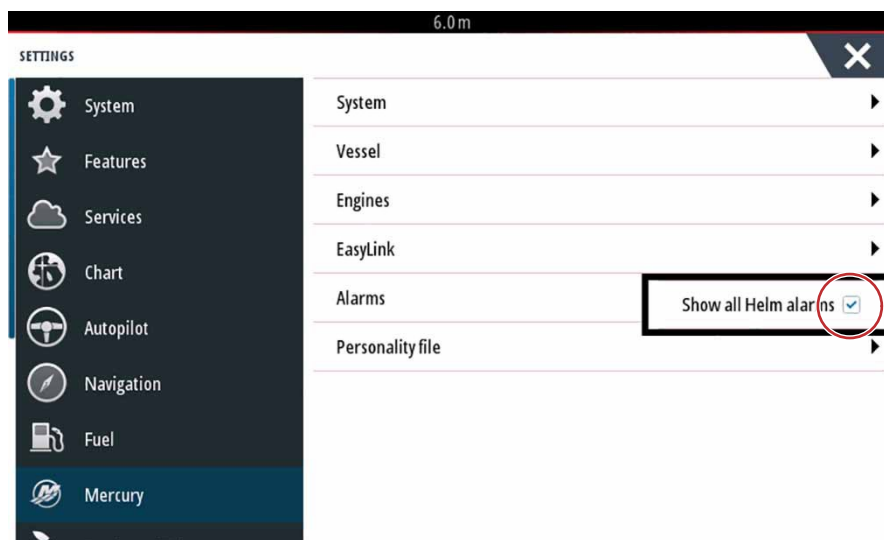 6.0 m
SETTINGS
System
Features
Services
Chart
Autopilot
Navigation
Fuel
Mercury
System
Vessel
Engines
EasyLink
Alarms
Show all Helm alarms
Personality file